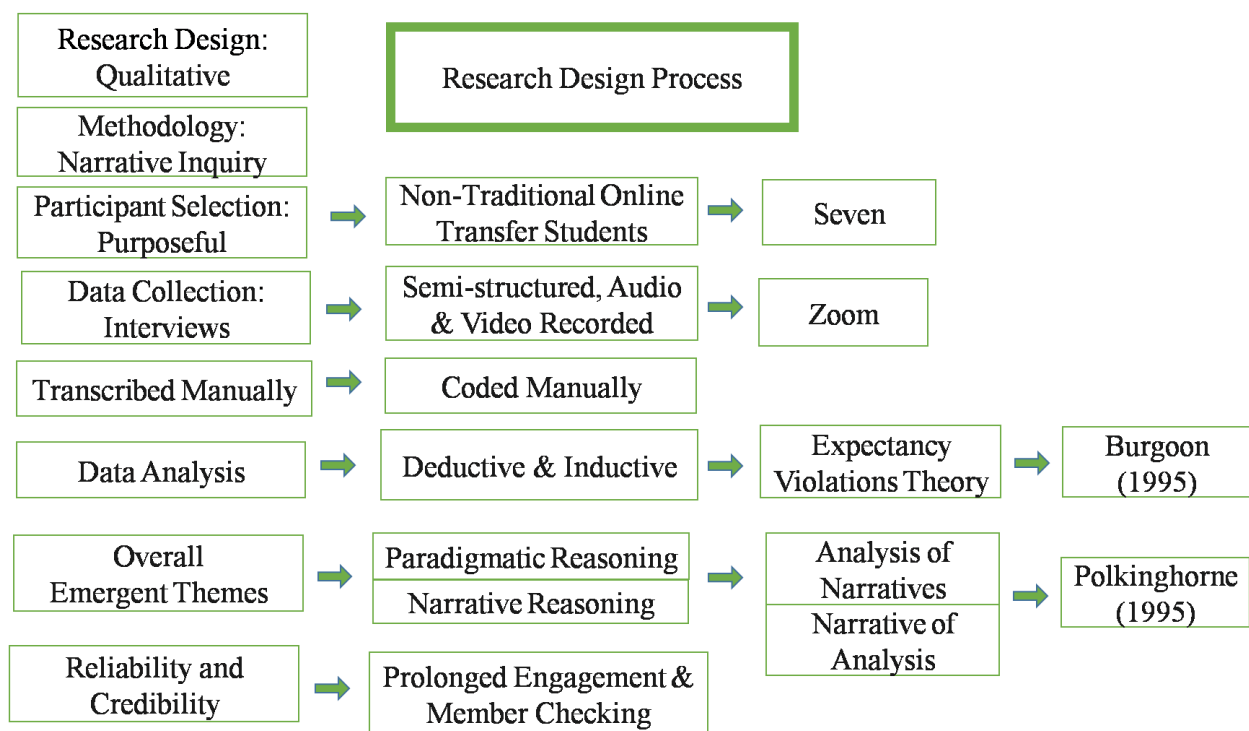 Research Design:
Qualitative
Research Design Process
Methodology:
Narrative Inquiry
Participant Selection:
Purposeful
Non-Traditional Online
Transfer Students
Seven
Data Collection:
Interviews
Semi-structured, Audio
& Video Recorded
Zoom
Transcribed Manually
Coded Manually
Data Analysis
Deductive & Inductive
Expectancy
Violations Theory
Burgoon
(1995)
Overall
Emergent Themes
Paradigmatic Reasoning
Narrative Reasoning
Analysis of
Narratives
Narrative of
Analysis
Polkinghorne
(1995)
Reliability and
Credibility
Prolonged Engagement &
Member Checking